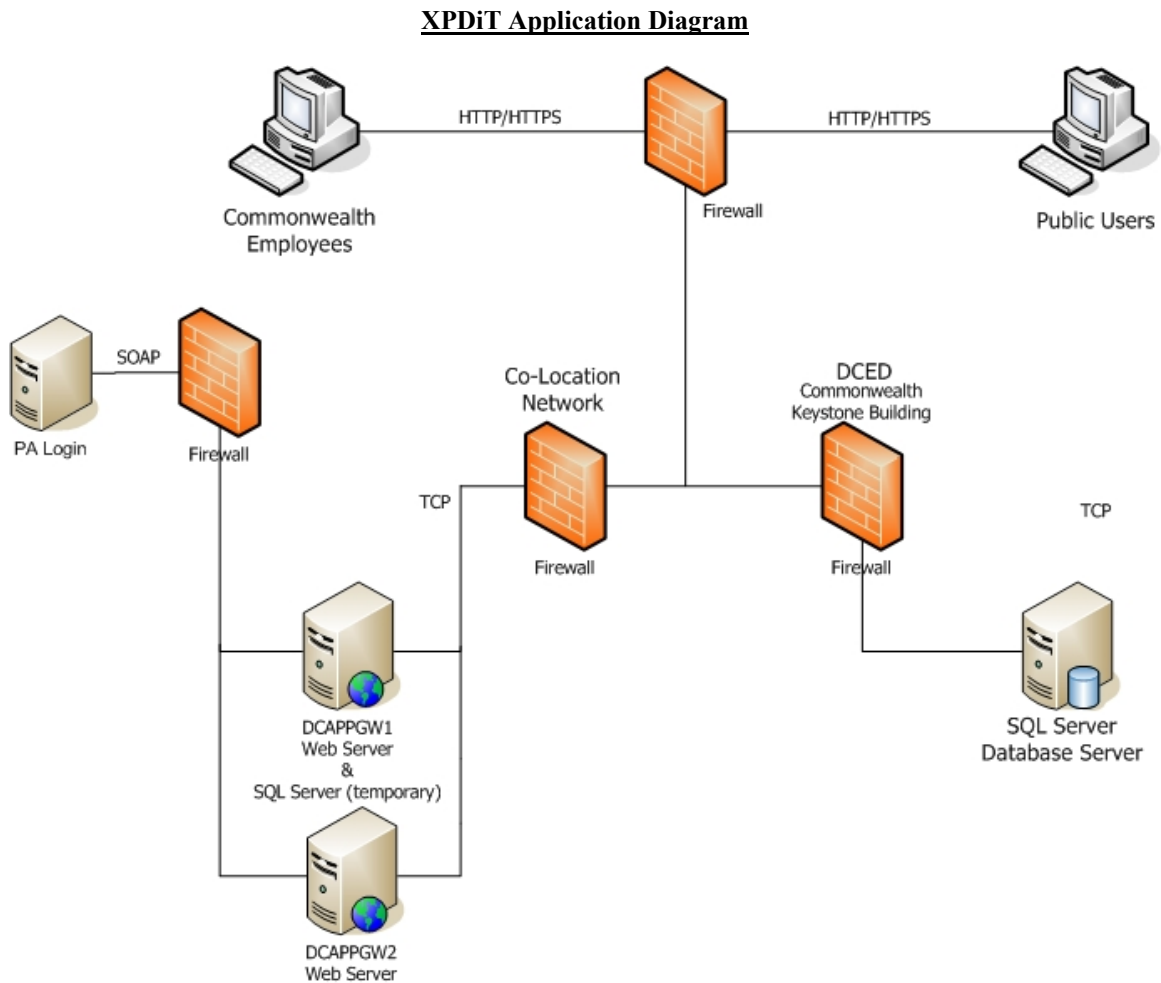 XPDiT Application Diagram
HTTP/HTTPS
HTTP/HTTPS
Commonwealth
Employees
Firewall
Public Users
SOAP
PA Login
Firewall
Co-Location
Network
DCED
Commonwealth
Keystone Building
TCP
Firewall
Firewall
TCP
DCAPPGW1
Web Server
&
SQL Server (temporary)
SQL Server
Database Server
DCAPPGW2
Web Server